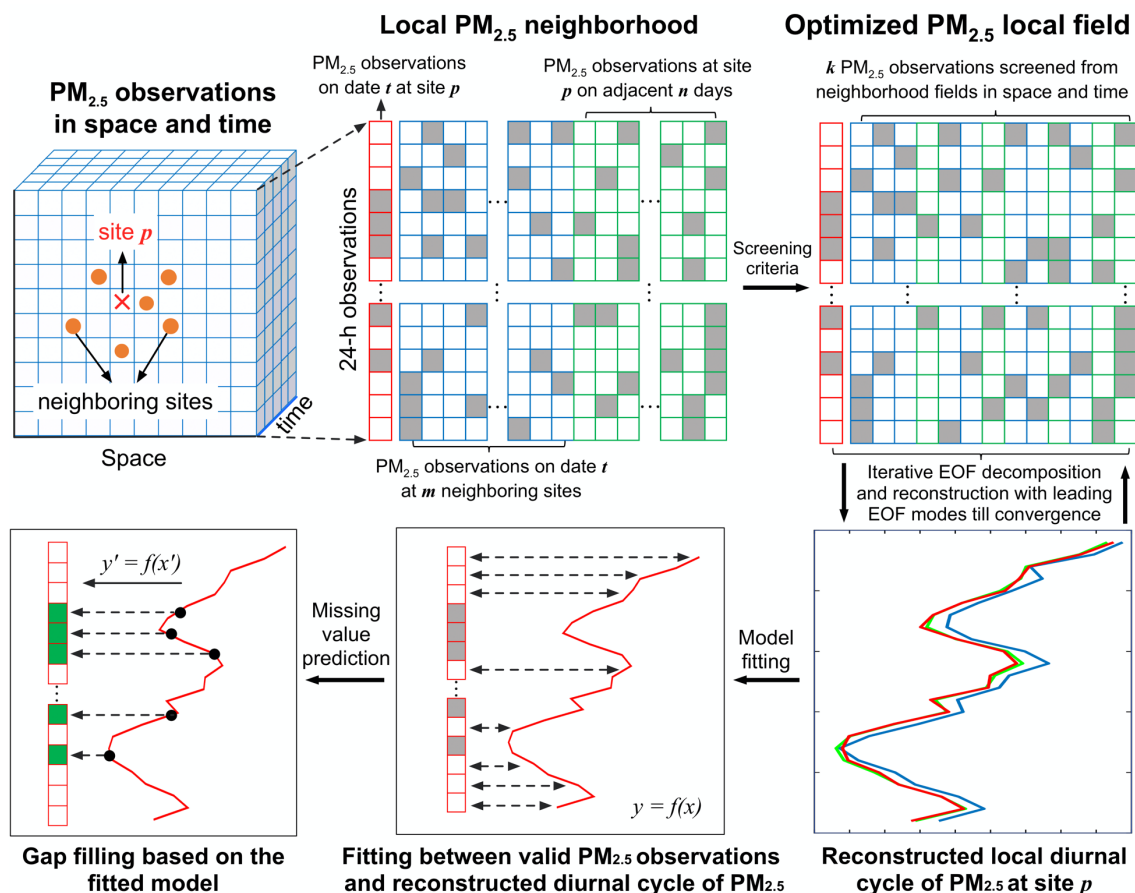 Local PM2.5 neighborhood
Optimized PM2.5 local field
PM2.5 observations
in space and time
PM2.5 observations
on date t at site p
PM2.5 observations at site
p on adjacent n days
k PM2.5 observations screened from
neighborhood fields in space and time
site p
neighboring sites
time
Space
24-h observations
...
...
...
...
Screening
criteria
PM2.5 observations on date t
at m neighboring sites
Iterative EOF decomposition
and reconstruction with leading
EOF modes till convergence
y' = f(x')
Missing
value
prediction
y = f(x)
Model
fitting
Gap filling based on the
fitted model
Fitting between valid PM2.5 observations
and reconstructed diurnal cycle of PM2.5
Reconstructed local diurnal
cycle of PM2.5 at site p